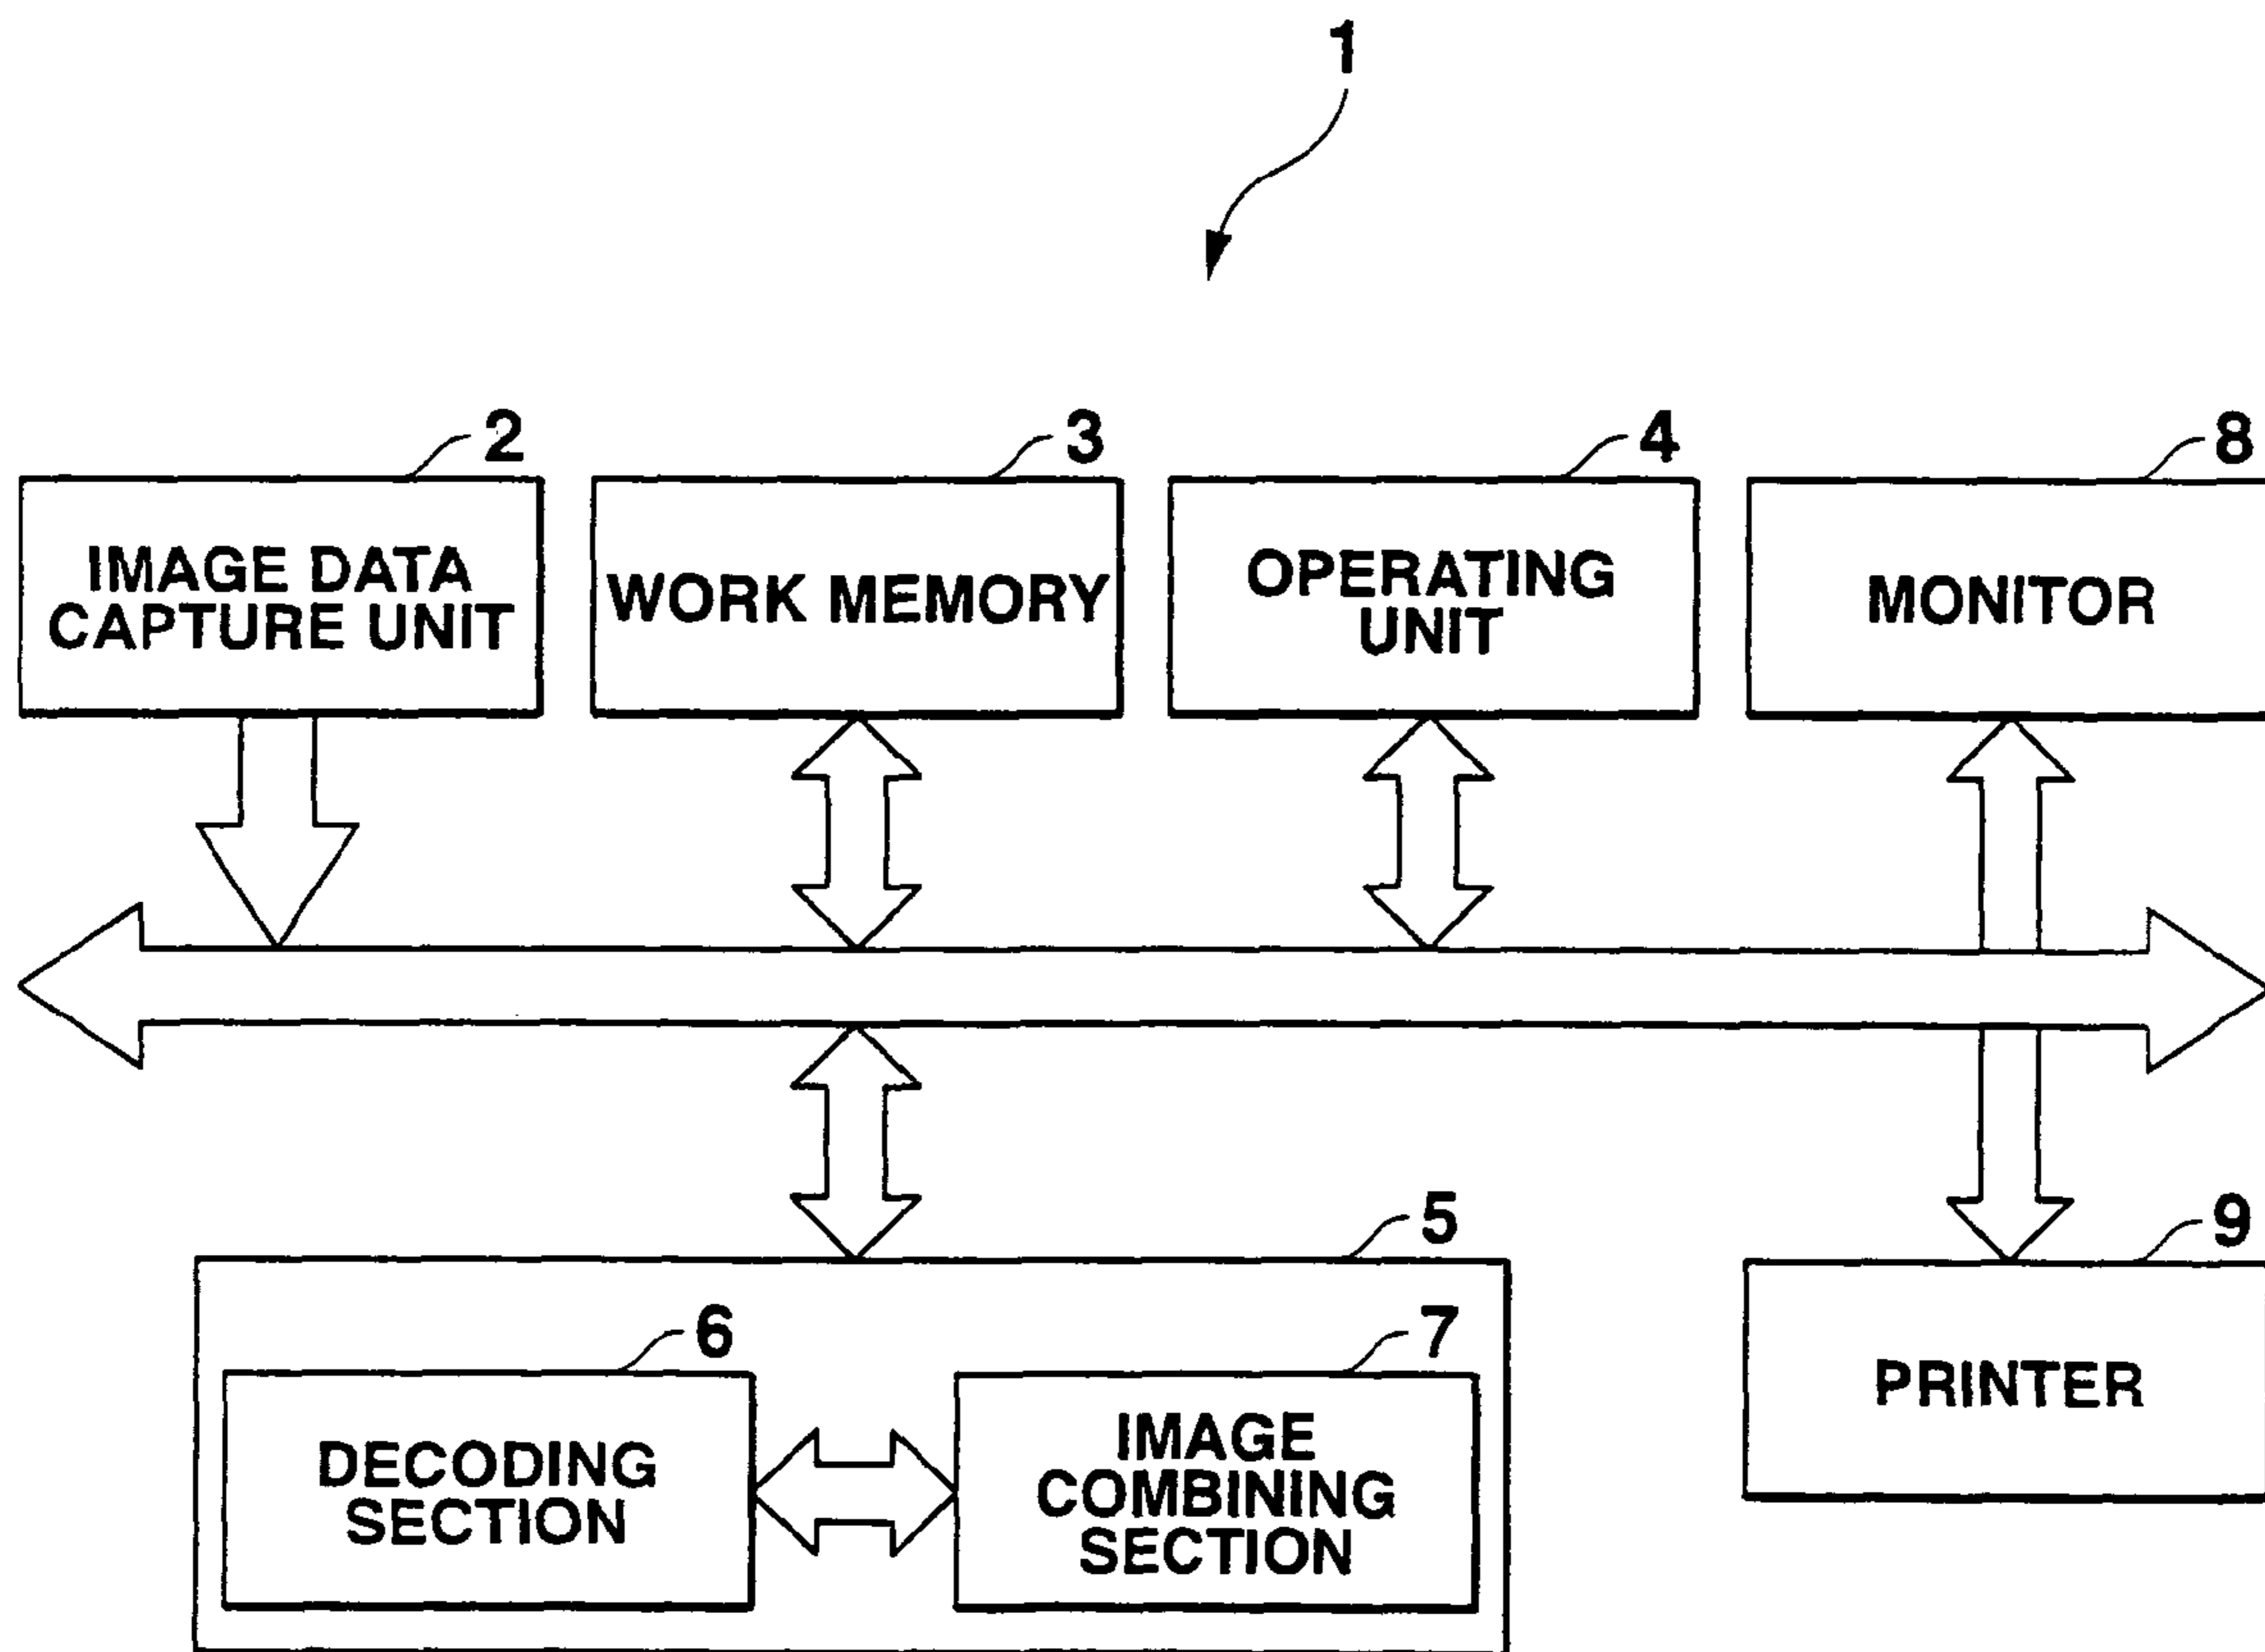 1
2
3
4
8
IMAGE DATA
CAPTURE UNIT
WORK MEMORY
OPERATING
UNIT
MONITOR
5
9
6
7
DECODING
SECTION
IMAGE
COMBINING
SECTION
PRINTER